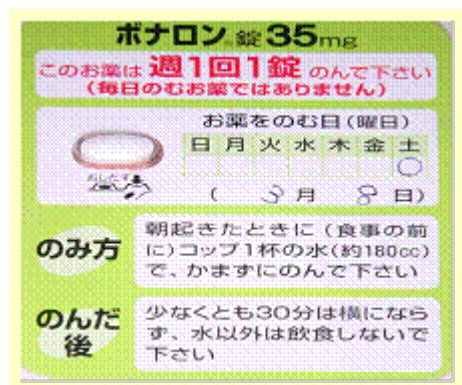 ボナロン®錠35mg
このお薬は 週1回1錠 のんで下さい
(毎日のむお薬ではありません)
お薬をのむ日(曜日)
日 月 火 水 木 金 土
○
おしだす
( 3月 8日)
のみ方
朝起きたときに(食事の前
に)コップ1杯の水(約180cc)
で、かまずにのんで下さい
のんだ
後
少なくとも30分は横になら
ず、水以外は飲食しないで
下さい